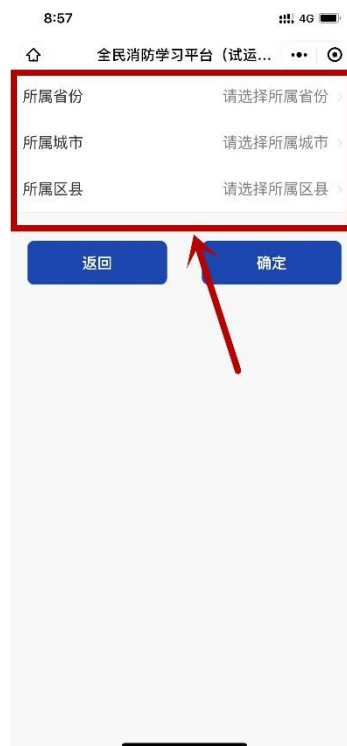 8:57 4G
全民消防学习平台（试运...
所属省份 请选择所属省份
所属城市 请选择所属城市
所属区县 请选择所属区县
返回 确定